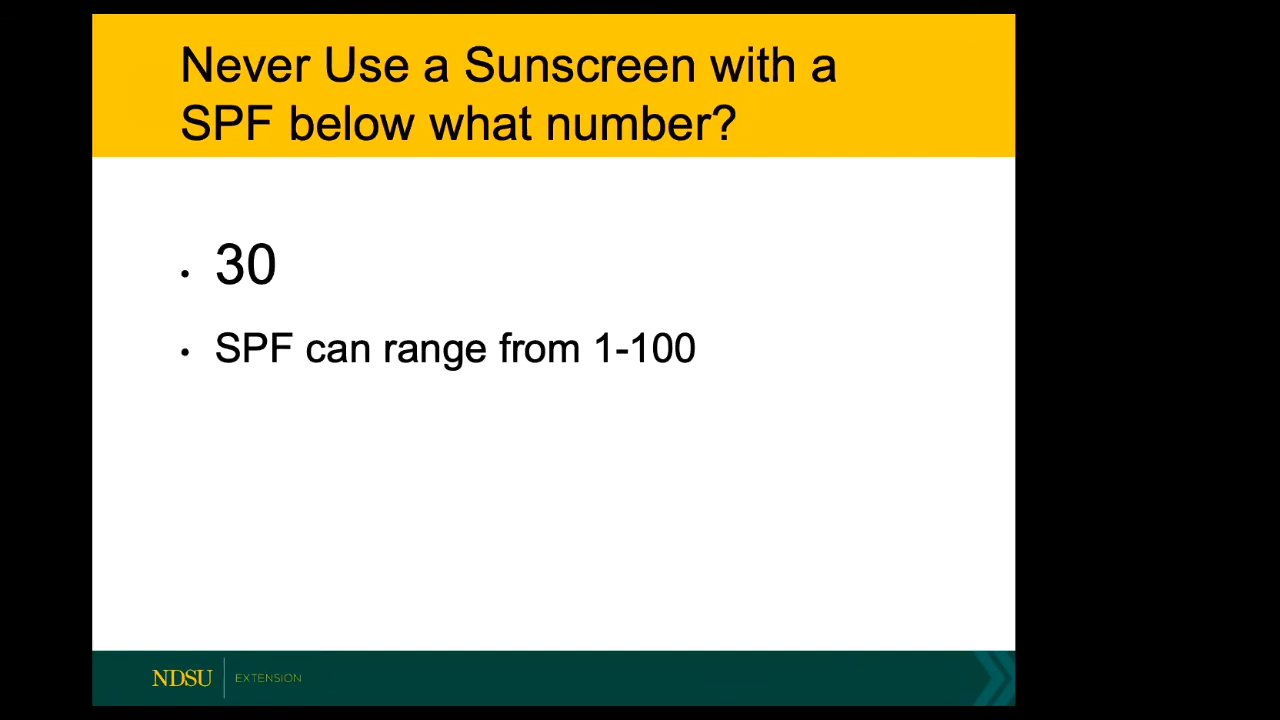 Never Use a Sunscreen with a
SPF below what number?
• 30
• SPF can range from 1-100
NDSU | EXTENSION